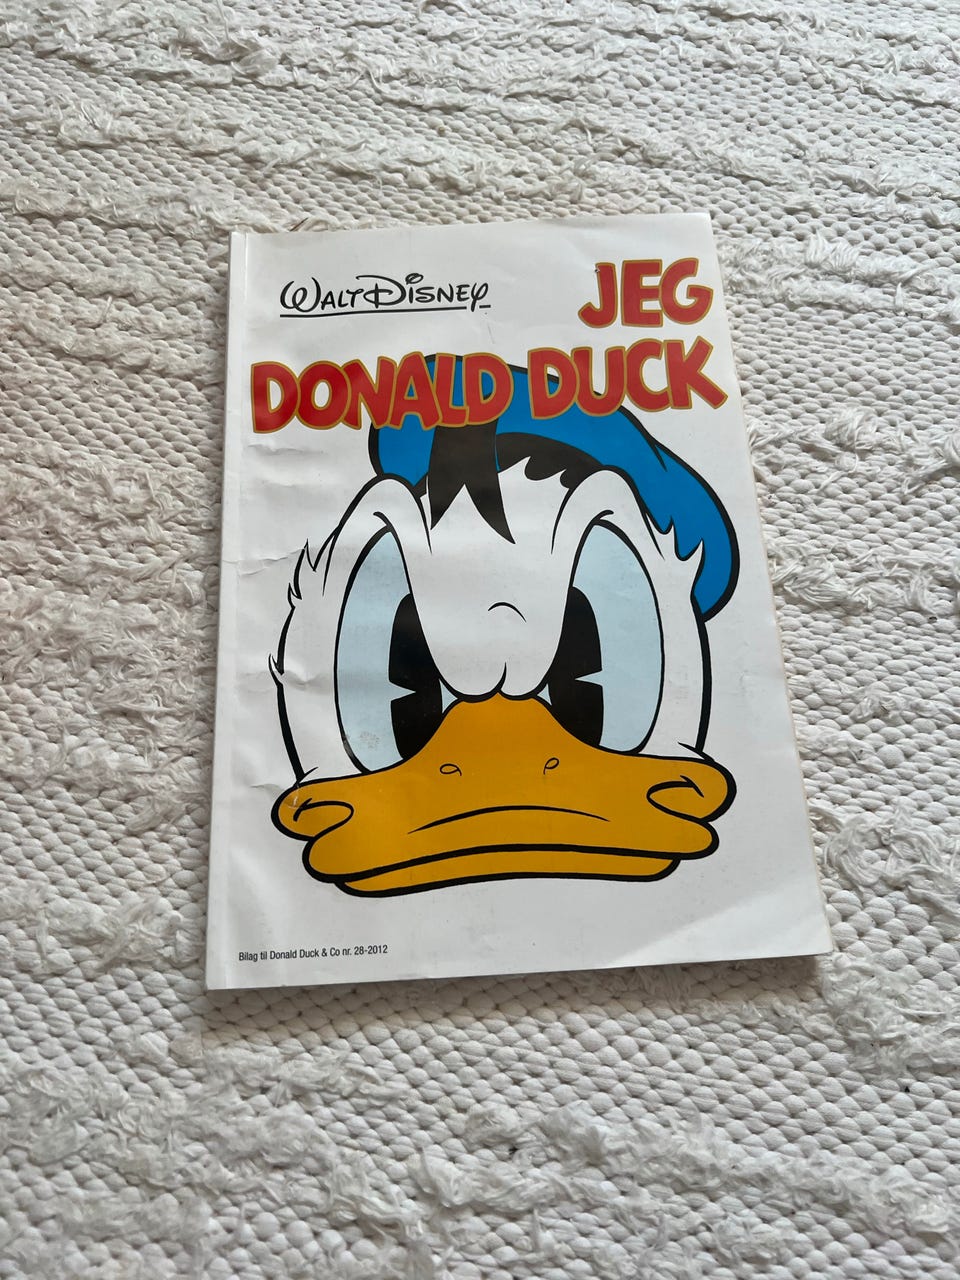 WALT DISNEY
JEG
DONALD DUCK
Bilag til Donald Duck & Co nr. 28-2012